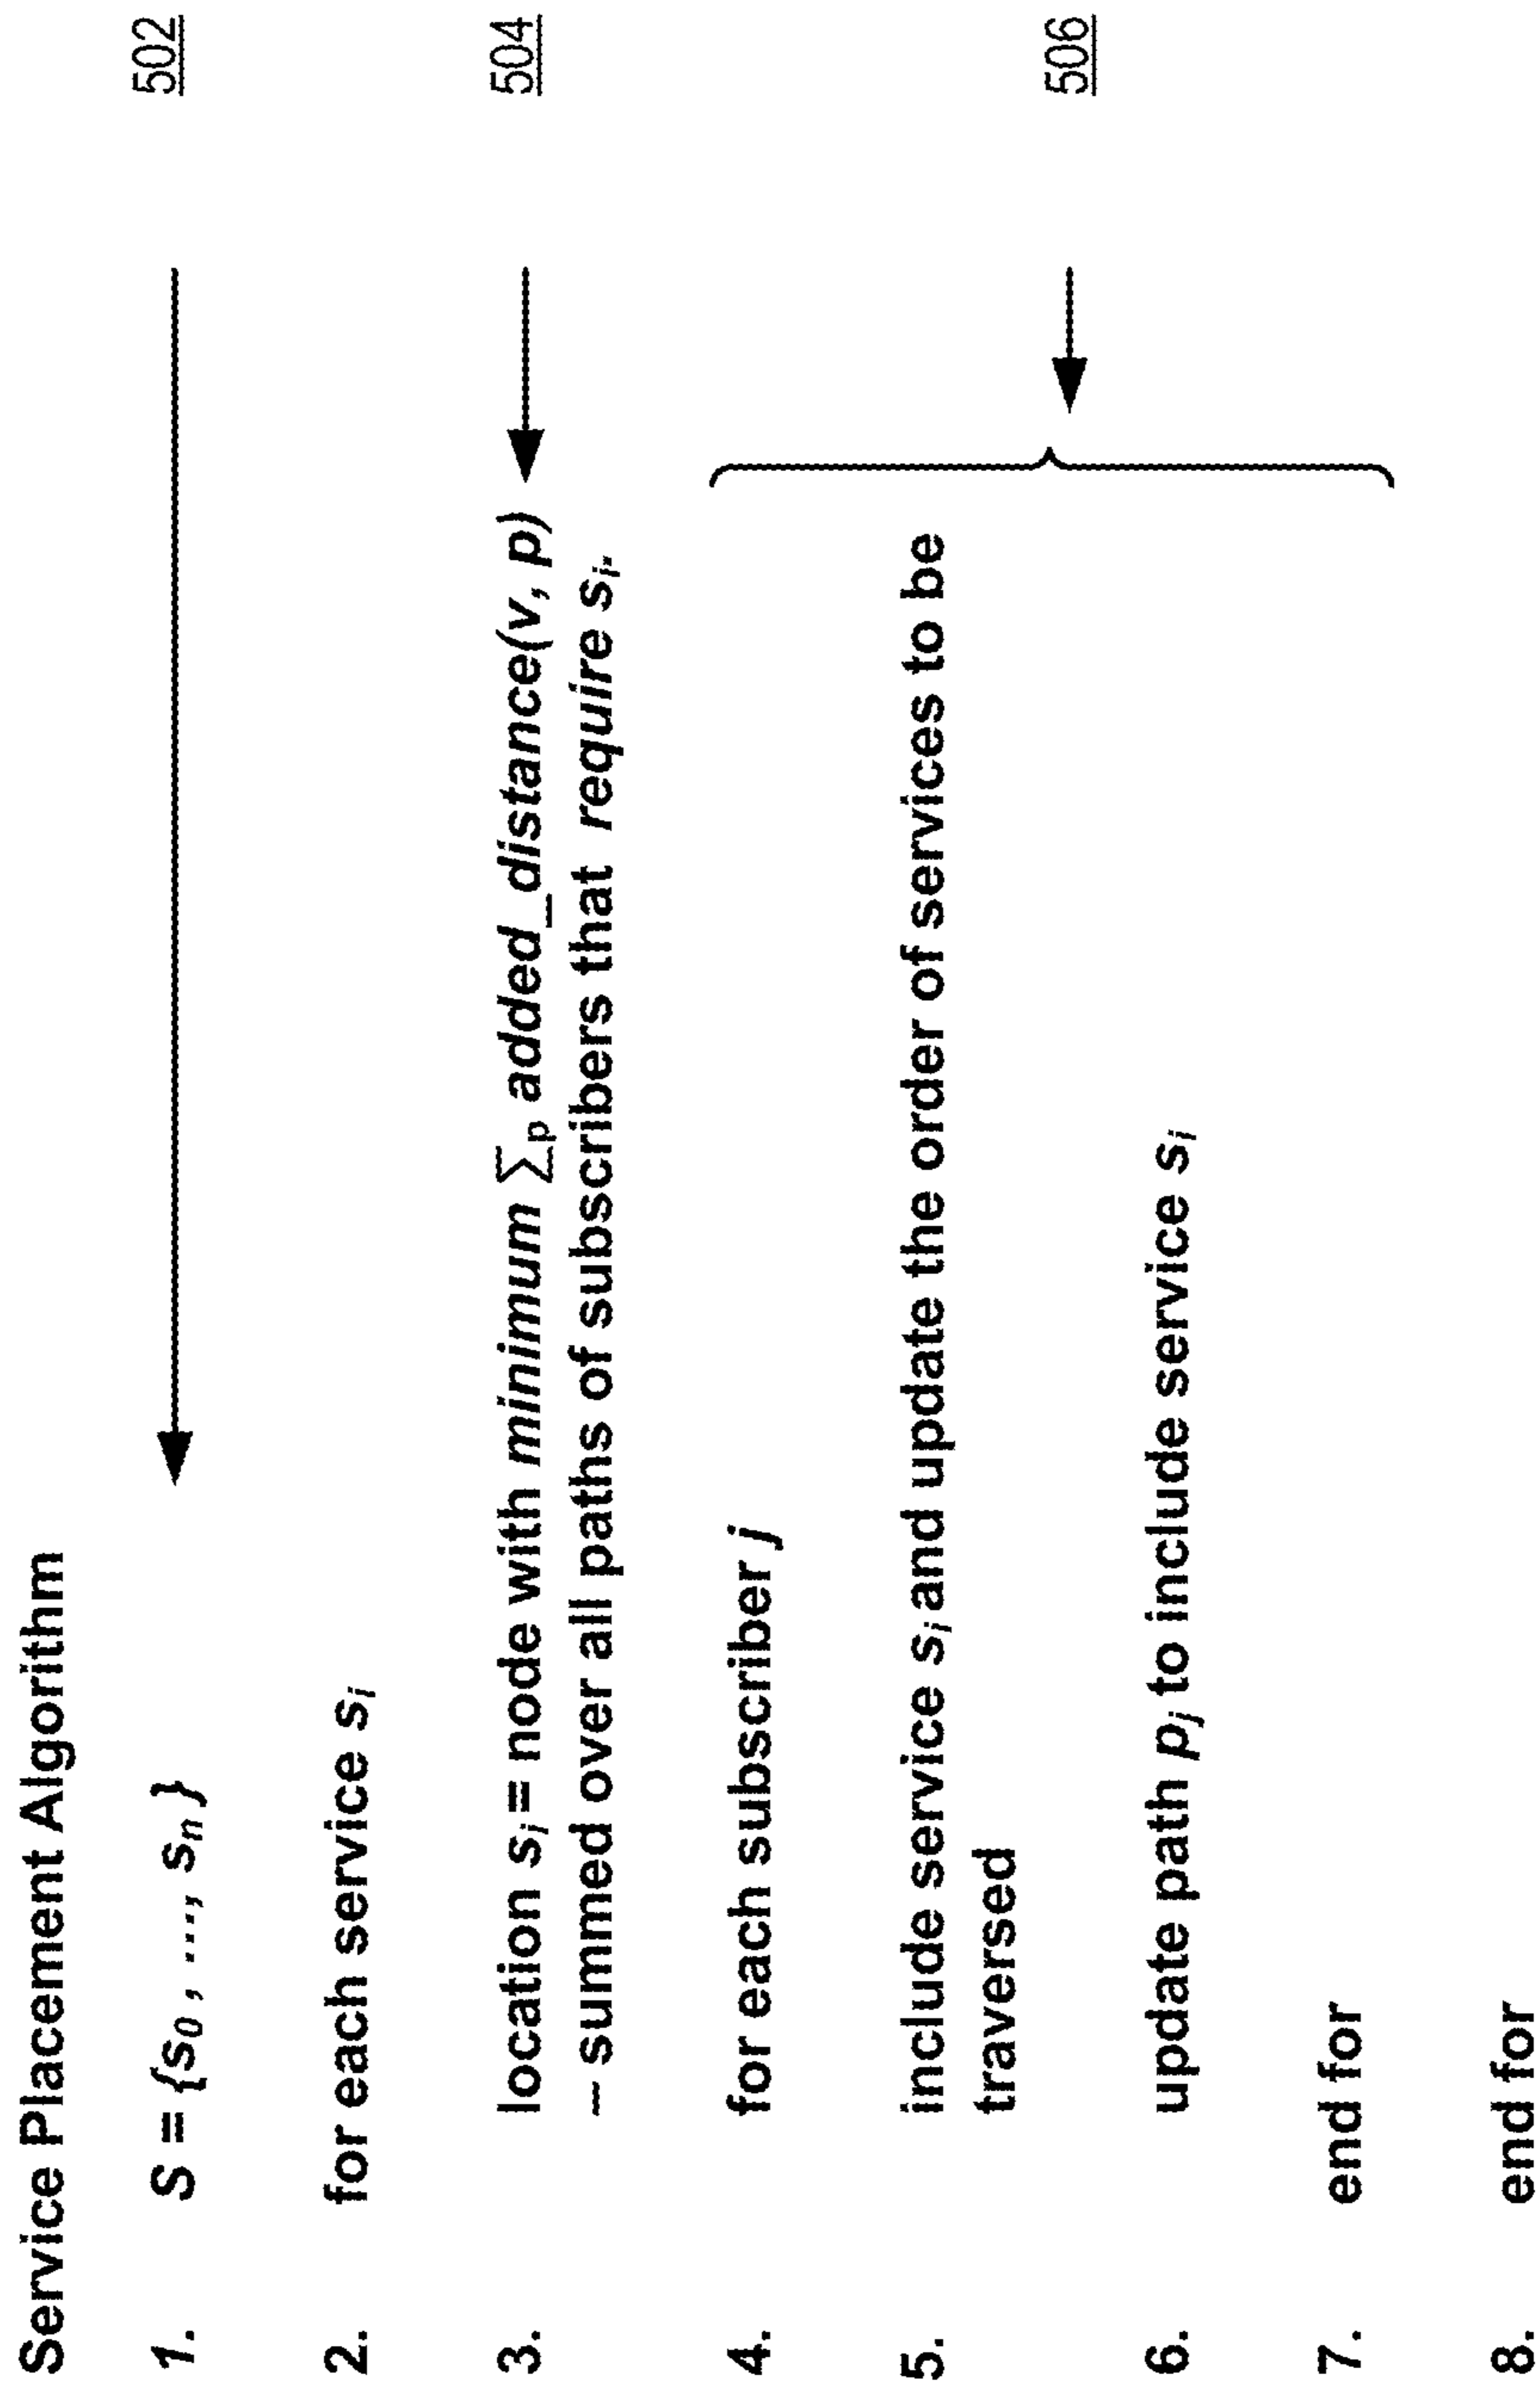 Service Placement Algorithm
1. S = {s₀, ..., sₙ} 502
2. for each service sᵢ
3. location sᵢ = node with minimum ∑ₚ added_distance(v, p) 504
– summed over all paths of subscribers that require sᵢ.
4. for each subscriber j
5. include service sᵢ and update the order of services to be
traversed 506
6. update path pⱼ to include service sᵢ
7. end for
8. end for